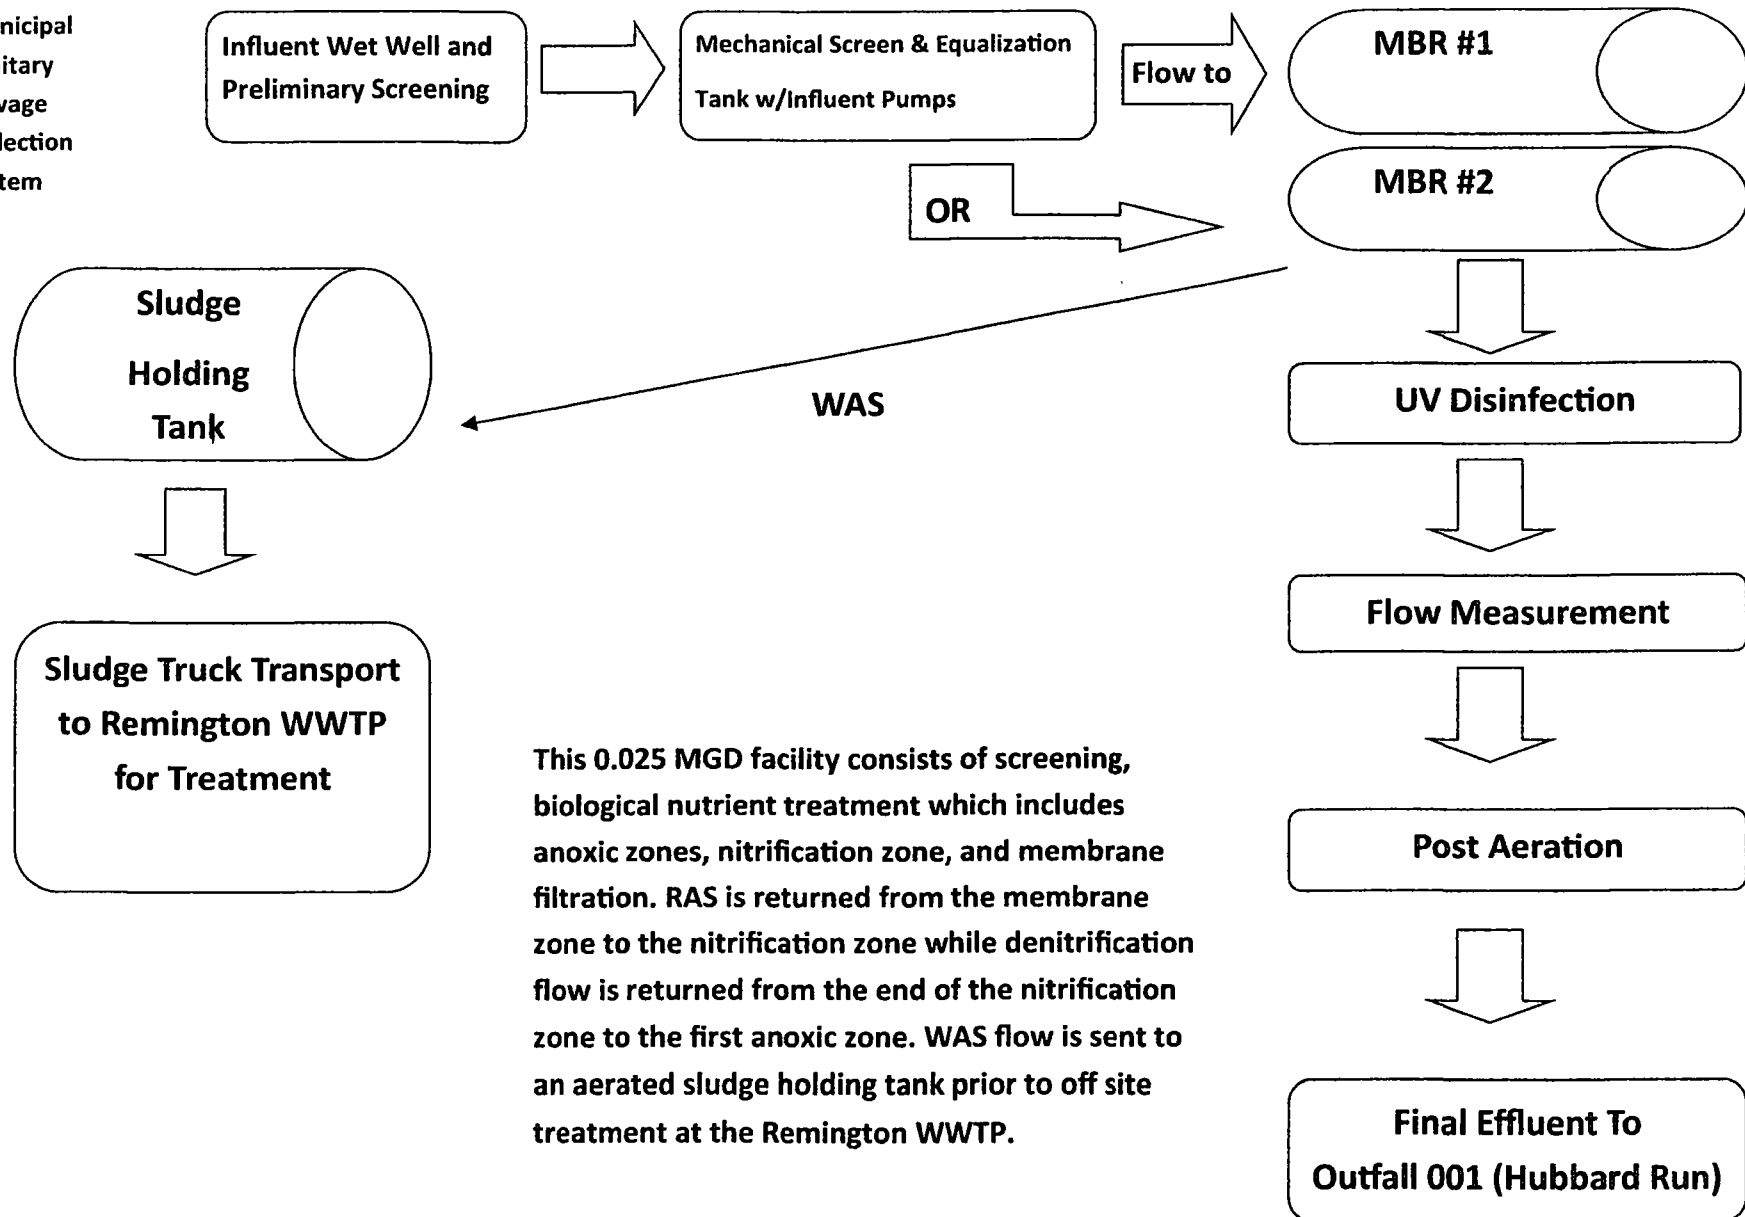 nicipal
itary
vage
lection
tem
Influent Wet Well and
Preliminary Screening
Mechanical Screen & Equalization
Tank w/Influent Pumps
Flow to
MBR #1
OR
MBR #2
Sludge
Holding
Tank
WAS
UV Disinfection
Flow Measurement
Sludge Truck Transport
to Remington WWTP
for Treatment
This 0.025 MGD facility consists of screening,
biological nutrient treatment which includes
anoxic zones, nitrification zone, and membrane
filtration. RAS is returned from the membrane
zone to the nitrification zone while denitrification
flow is returned from the end of the nitrification
zone to the first anoxic zone. WAS flow is sent to
an aerated sludge holding tank prior to off site
treatment at the Remington WWTP.
Post Aeration
Final Effluent To
Outfall 001 (Hubbard Run)